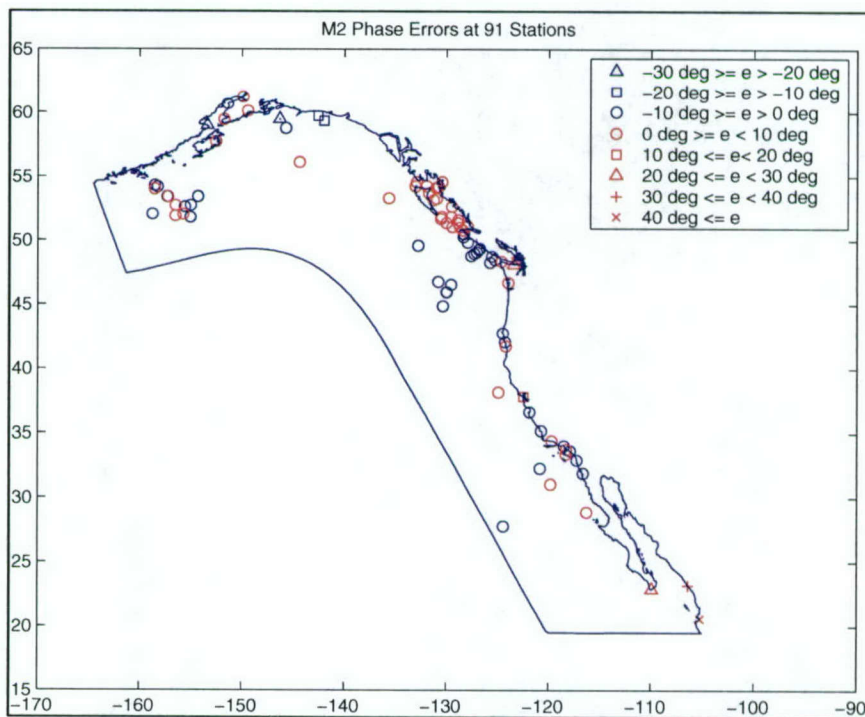 M2 Phase Errors at 91 Stations
65
60
55
50
45
40
35
30
25
20
15
-30 deg >= e > -20 deg
-20 deg >= e > -10 deg
-10 deg >= e > 0 deg
0 deg >= e < 10 deg
10 deg <= e< 20 deg
20 deg <= e < 30 deg
30 deg <= e < 40 deg
40 deg <= e
-170 -160 -150 -140 -130 -120 -110 -100 -90